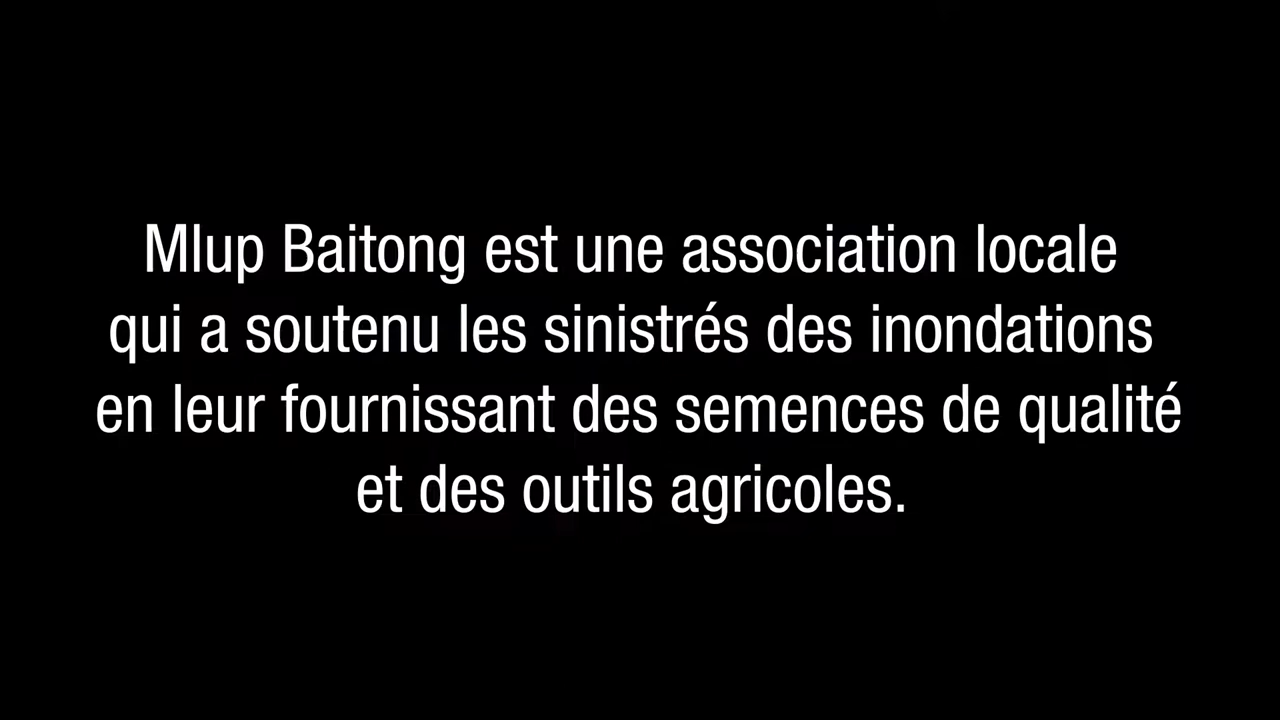 Mlup Baitong est une association locale
qui a soutenu les sinistrés des inondations
en leur fournissant des semences de qualité
et des outils agricoles.